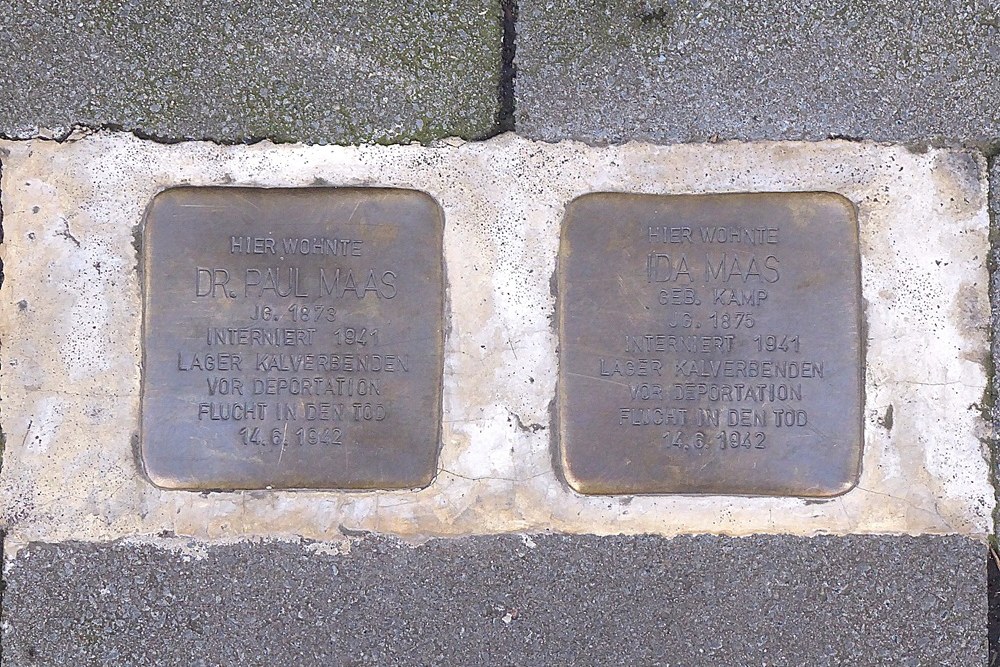 HIER WOHNTE
DR. PAUL MAAS
JG. 1873
INTERNIERT 1941
LAGER KALVERBENDEN
VOR DEPORTATION
FLUCHT IN DEN TOD
14.6.1942
HIER WOHNTE
IDA MAAS
GEB. KAMP
JG. 1875
INTERNIERT 1941
LAGER KALVERBENDEN
VOR DEPORTATION
FLUCHT IN DEN TOD
14.6.1942